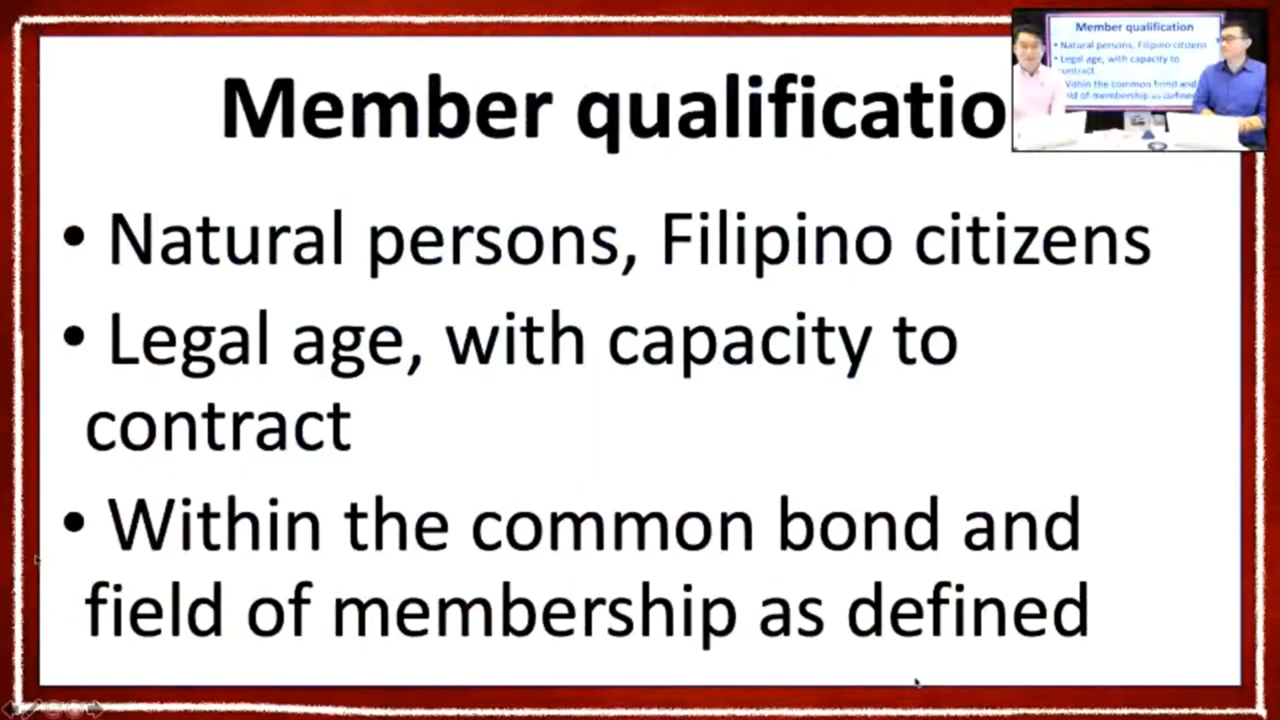 Member qualificatio
• Natural persons, Filipino citizens
• Legal age, with capacity to
contract
• Within the common bond and
field of membership as defined
Member qualification
• Natural persons, Filipino citizens
• Legal age, with capacity to
contract
Within the common bond and
field of membership as defined